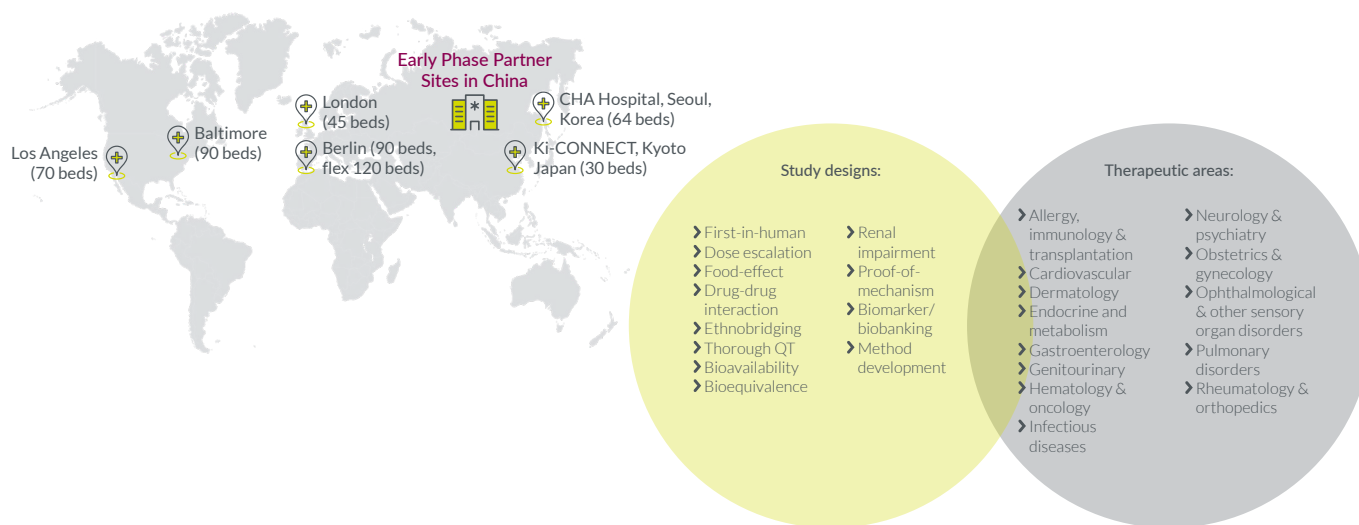 Early Phase Partner
Sites in China
London
(45 beds)
CHA Hospital, Seoul,
Korea (64 beds)
Baltimore
(90 beds)
Los Angeles
(70 beds)
Berlin (90 beds,
flex 120 beds)
Ki-CONNECT, Kyoto
Japan (30 beds)
Study designs:
First-in-human
Dose escalation
Food-effect
Drug-drug
interaction
Ethnobridging
Thorough QT
Bioavailability
Bioequivalence
Renal
impairment
Proof-of-
mechanism
Biomarker/
biobanking
Method
development
Therapeutic areas:
Allergy,
immunology &
transplantation
Cardiovascular
Dermatology
Endocrine and
metabolism
Gastroenterology
Genitourinary
Hematology &
oncology
Infectious
diseases
Neurology &
psychiatry
Obstetrics &
gynecology
Ophthalmological
& other sensory
organ disorders
Pulmonary
disorders
Rheumatology &
orthopedics